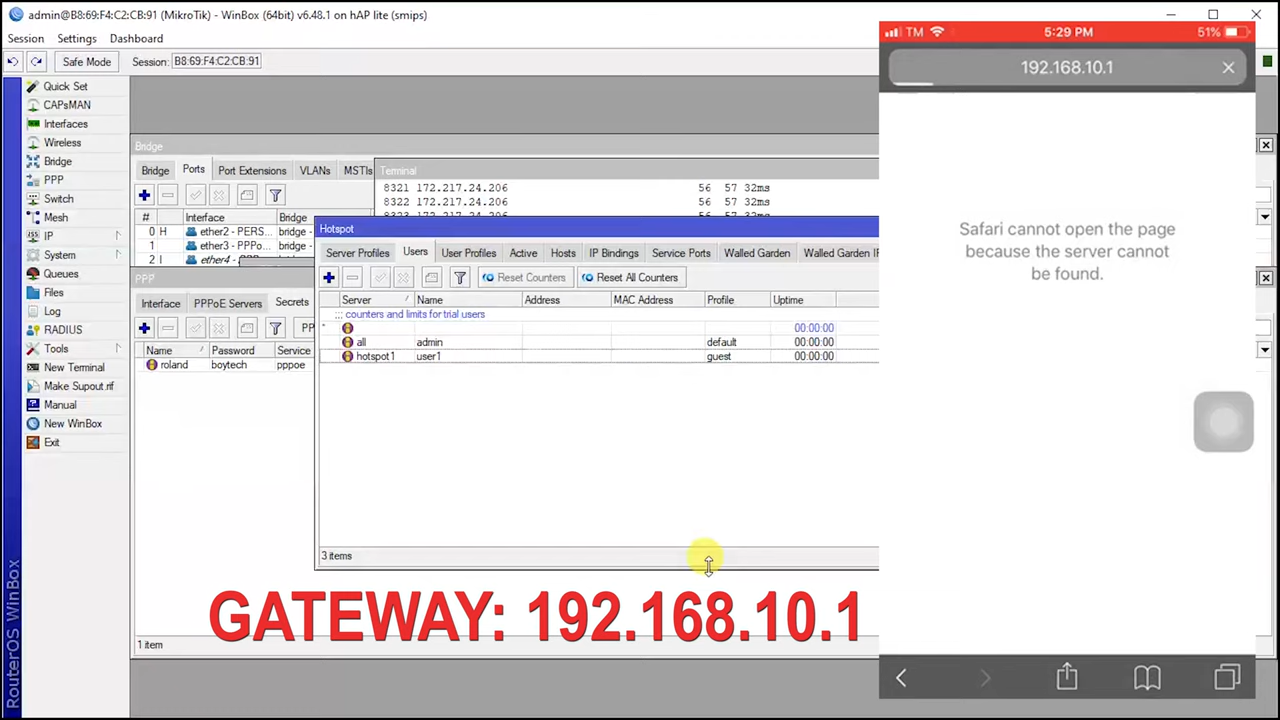 admin@B8:69:F4:C2:CB:91 (MikroTik) - WinBox (64bit) v6.48.1 on hAP lite (smips)
Session Settings Dashboard
Safe Mode Session: B8:69:F4:C2:CB:91
Quick Set
CAPsMAN
Interfaces
Wireless
Bridge
PPP
Switch
Mesh
IP
System
Queues
Files
Log
RADIUS
Tools
New Terminal
Make Supout.rif
Manual
New WinBox
Exit
RouterOS WinBox
Bridge
Bridge Ports Port Extensions VLANs MSTIs
# Interface Bridge
0 H ether2 - PERS... bridge -
1 ether3 - PPPo... bridge -
2 I ether4 -
Terminal
8321 172.217.24.206 56 57 32ms
8322 172.217.24.206 56 57 32ms
PPP
Interface PPPoE Servers Secrets
PP
Name Password Service
roland boytech pppoe
1 item
Hotspot
Server Profiles Users User Profiles Active Hosts IP Bindings Service Ports Walled Garden Walled Garden IP
Reset Counters Reset All Counters
Server Name Address MAC Address Profile Uptime
::: counters and limits for trial users
* 00:00:00
all admin default 00:00:00
hotspot1 user1 guest 00:00:00
3 items
GATEWAY: 192.168.10.1
TM 5:29 PM 51%
192.168.10.1
Safari cannot open the page
because the server cannot
be found.